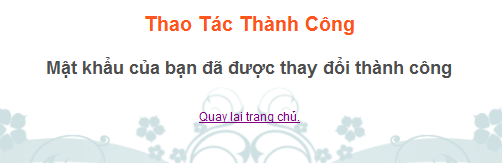 Thao Tác Thành Công
Mật khẩu của bạn đã được thay đổi thành công
Quay lại trang chủ.